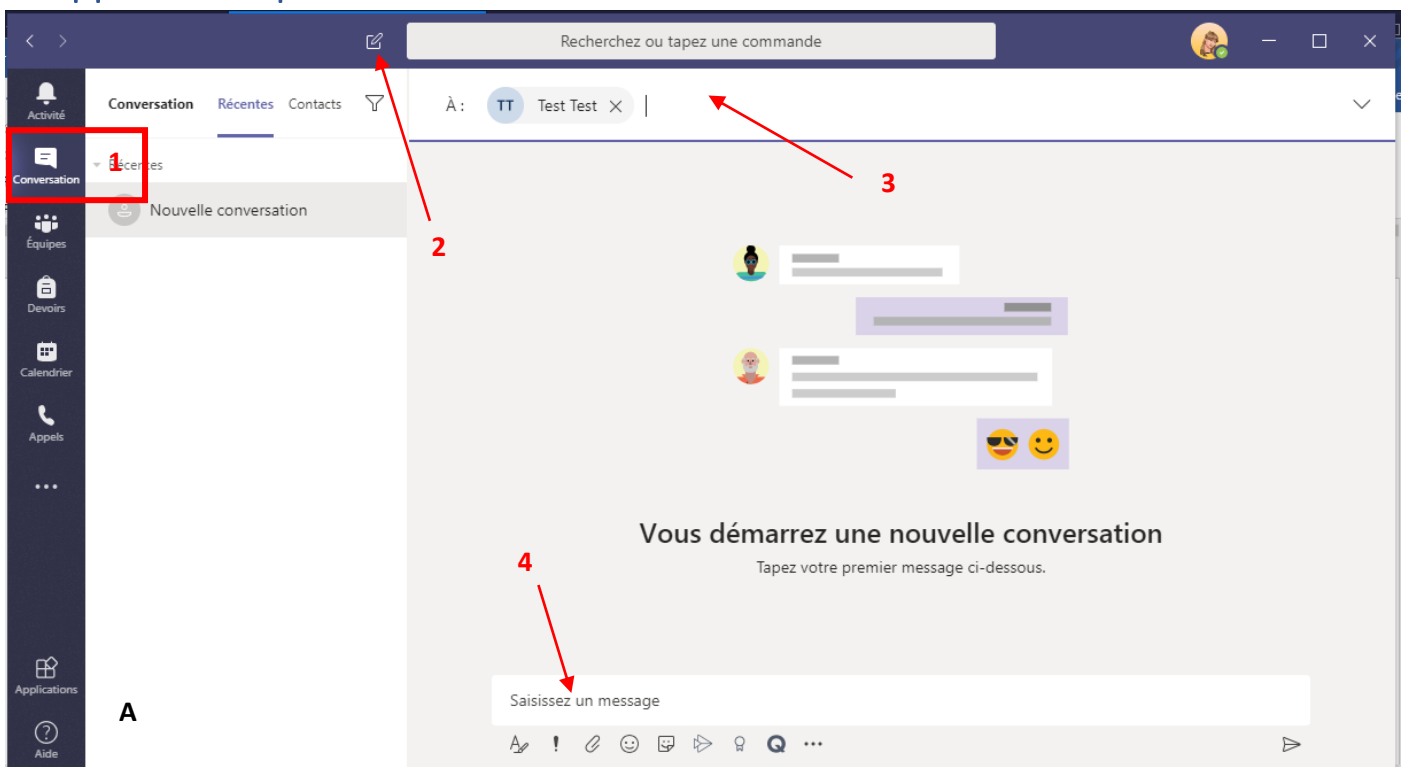 Recherchez ou tapez une commande
Activité
Conversation
Équipes
Devoirs
Calendrier
Appels
Applications
Aide
1
Conversation Récentes Contacts
Récentes
Nouvelle conversation
A
2
À : TT Test Test
3
Vous démarrez une nouvelle conversation
Tapez votre premier message ci-dessous.
4
Saisissez un message